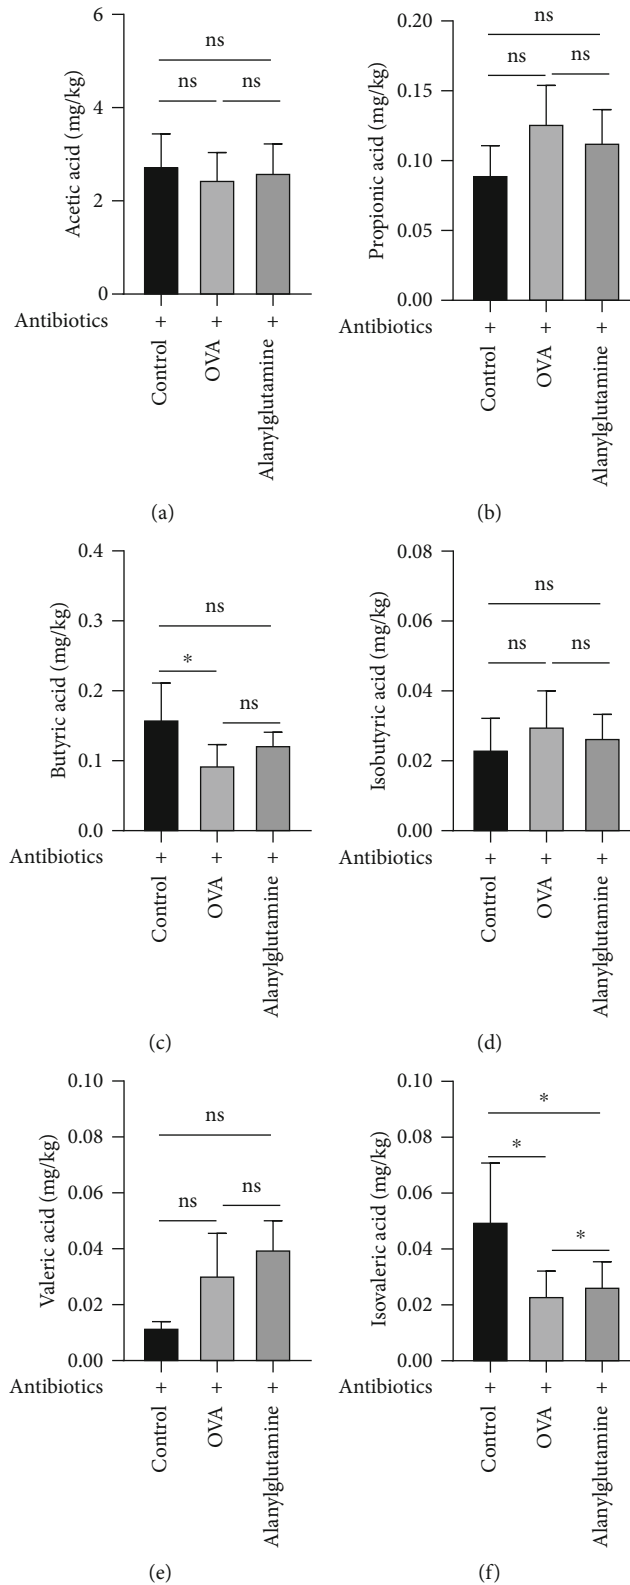 6
4
2
0
Acetic acid (mg/kg)
ns
ns
ns
Antibiotics + + +
Control
OVA
Alanylglutamine
(a)
0.20
0.15
0.10
0.05
0.00
Propionic acid (mg/kg)
ns
ns
ns
Antibiotics + + +
Control
OVA
Alanylglutamine
(b)
0.4
0.3
0.2
0.1
0.0
Butyric acid (mg/kg)
ns
*
ns
Antibiotics + + +
Control
OVA
Alanylglutamine
(c)
0.08
0.06
0.04
0.02
0.00
Isobutyric acid (mg/kg)
ns
ns
ns
Antibiotics + + +
Control
OVA
Alanylglutamine
(d)
0.10
0.08
0.06
0.04
0.02
0.00
Valeric acid (mg/kg)
ns
ns
ns
Antibiotics + + +
Control
OVA
Alanylglutamine
(e)
0.10
0.08
0.06
0.04
0.02
0.00
Isovaleric acid (mg/kg)
*
*
*
Antibiotics + + +
Control
OVA
Alanylglutamine
(f)